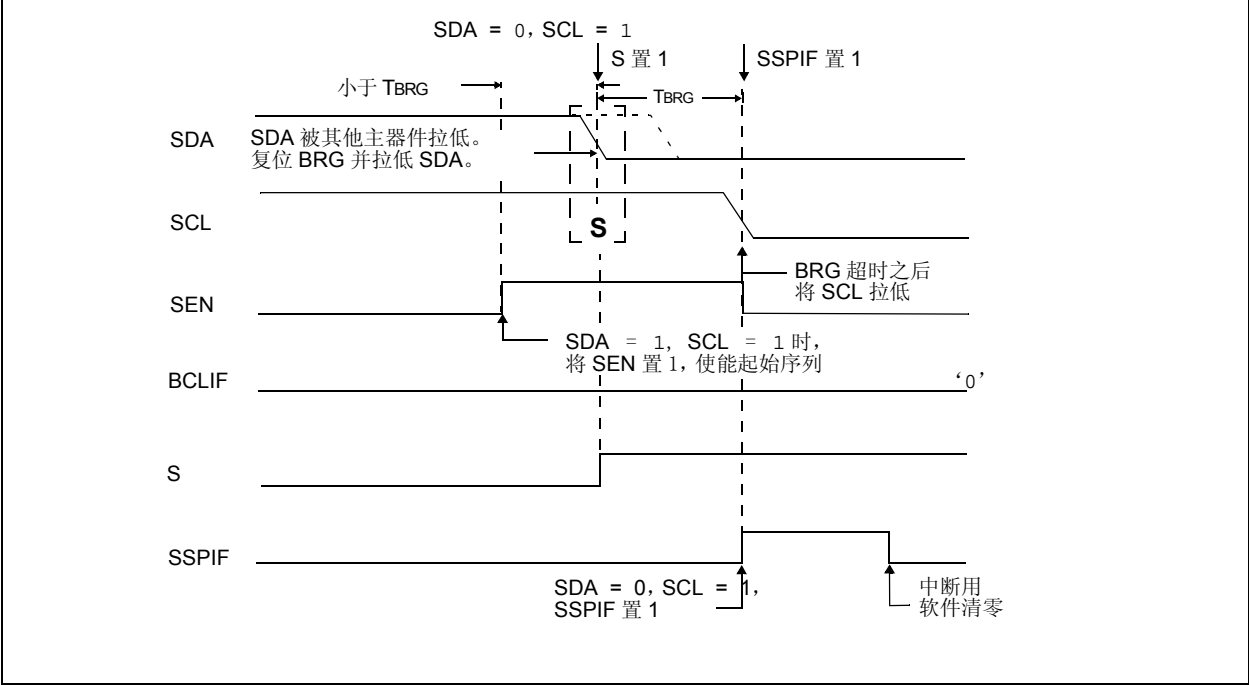 SDA = 0，SCL = 1
S 置 1
SSPIF 置 1
小于 TBRG
TBRG
SDA
SDA 被其他主器件拉低。
复位 BRG 并拉低 SDA。
SCL
S
BRG 超时之后
将 SCL 拉低
SEN
SDA = 1, SCL = 1 时，
将 SEN 置 1，使能起始序列
BCLIF
‘0’
S
SSPIF
SDA = 0，SCL = 1，
SSPIF 置 1
中断用
软件清零